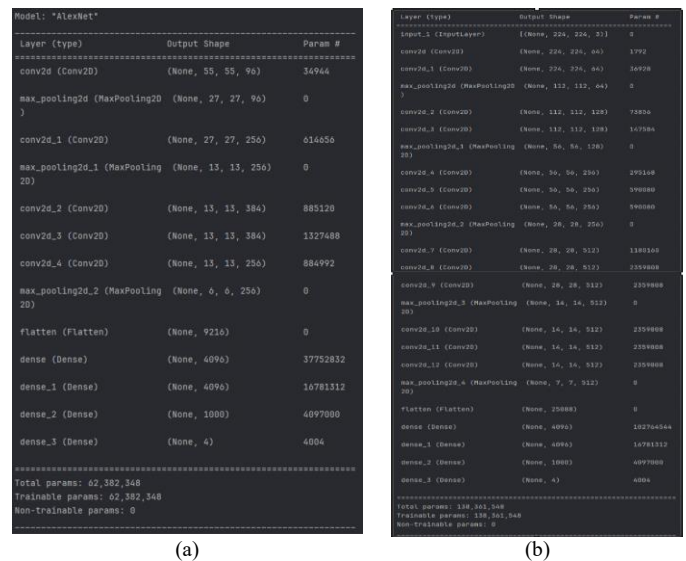 Model: "AlexNet"
Layer (type) Output Shape Param #
conv2d (Conv2D) (None, 55, 55, 96) 34944
max_pooling2d (MaxPooling2D (None, 27, 27, 96) 0
)
conv2d_1 (Conv2D) (None, 27, 27, 256) 614656
max_pooling2d_1 (MaxPooling (None, 13, 13, 256) 0
2D)
conv2d_2 (Conv2D) (None, 13, 13, 384) 885120
conv2d_3 (Conv2D) (None, 13, 13, 384) 1327488
conv2d_4 (Conv2D) (None, 13, 13, 256) 884992
max_pooling2d_2 (MaxPooling (None, 6, 6, 256) 0
2D)
flatten (Flatten) (None, 9216) 0
dense (Dense) (None, 4096) 37752832
dense_1 (Dense) (None, 4096) 16781312
dense_2 (Dense) (None, 1000) 4097000
dense_3 (Dense) (None, 4) 4004
Total params: 62,382,348
Trainable params: 62,382,348
Non-trainable params: 0
(a)
Layer (type) Output Shape Param #
input_1 (InputLayer) [(None, 224, 224, 3)] 0
conv2d (Conv2D) (None, 224, 224, 64) 1792
conv2d_1 (Conv2D) (None, 224, 224, 64) 36928
max_pooling2d (MaxPooling2D (None, 112, 112, 64) 0
)
conv2d_2 (Conv2D) (None, 112, 112, 128) 73856
conv2d_3 (Conv2D) (None, 112, 112, 128) 147584
max_pooling2d_1 (MaxPooling (None, 56, 56, 128) 0
2D)
conv2d_4 (Conv2D) (None, 56, 56, 256) 295168
conv2d_5 (Conv2D) (None, 56, 56, 256) 590080
conv2d_6 (Conv2D) (None, 56, 56, 256) 590080
max_pooling2d_2 (MaxPooling (None, 28, 28, 256) 0
2D)
conv2d_7 (Conv2D) (None, 28, 28, 512) 1180160
conv2d_8 (Conv2D) (None, 28, 28, 512) 2359808
conv2d_9 (Conv2D) (None, 28, 28, 512) 2359808
max_pooling2d_3 (MaxPooling (None, 14, 14, 512) 0
2D)
conv2d_10 (Conv2D) (None, 14, 14, 512) 2359808
conv2d_11 (Conv2D) (None, 14, 14, 512) 2359808
conv2d_12 (Conv2D) (None, 14, 14, 512) 2359808
max_pooling2d_4 (MaxPooling (None, 7, 7, 512) 0
2D)
flatten (Flatten) (None, 25088) 0
dense (Dense) (None, 4096) 102764544
dense_1 (Dense) (None, 4096) 16781312
dense_2 (Dense) (None, 1000) 4097000
dense_3 (Dense) (None, 4) 4004
Total params: 138,361,548
Trainable params: 138,361,548
Non-trainable params: 0
(b)